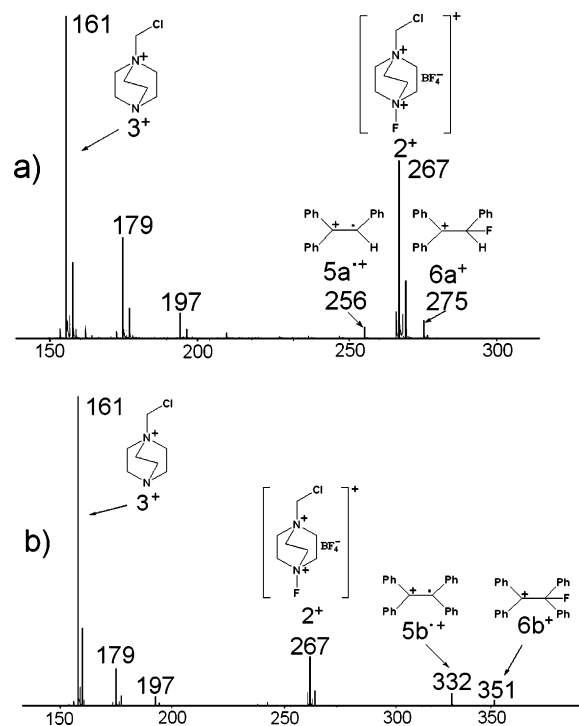 161
Cl
N+
N
3+
a)
179
197
Cl
N+
BF4−
N+
F
+
2+
267
Ph
Ph
Ph
H
+
·
5a·+
256
Ph
Ph
Ph
F
H
+
6a+
275
150
200
250
300
161
Cl
N+
N
3+
b)
179
197
Cl
N+
BF4−
N+
F
+
2+
267
Ph
Ph
Ph
Ph
+
·
5b·+
332
Ph
Ph
Ph
F
Ph
+
6b+
351
150
200
250
300
350